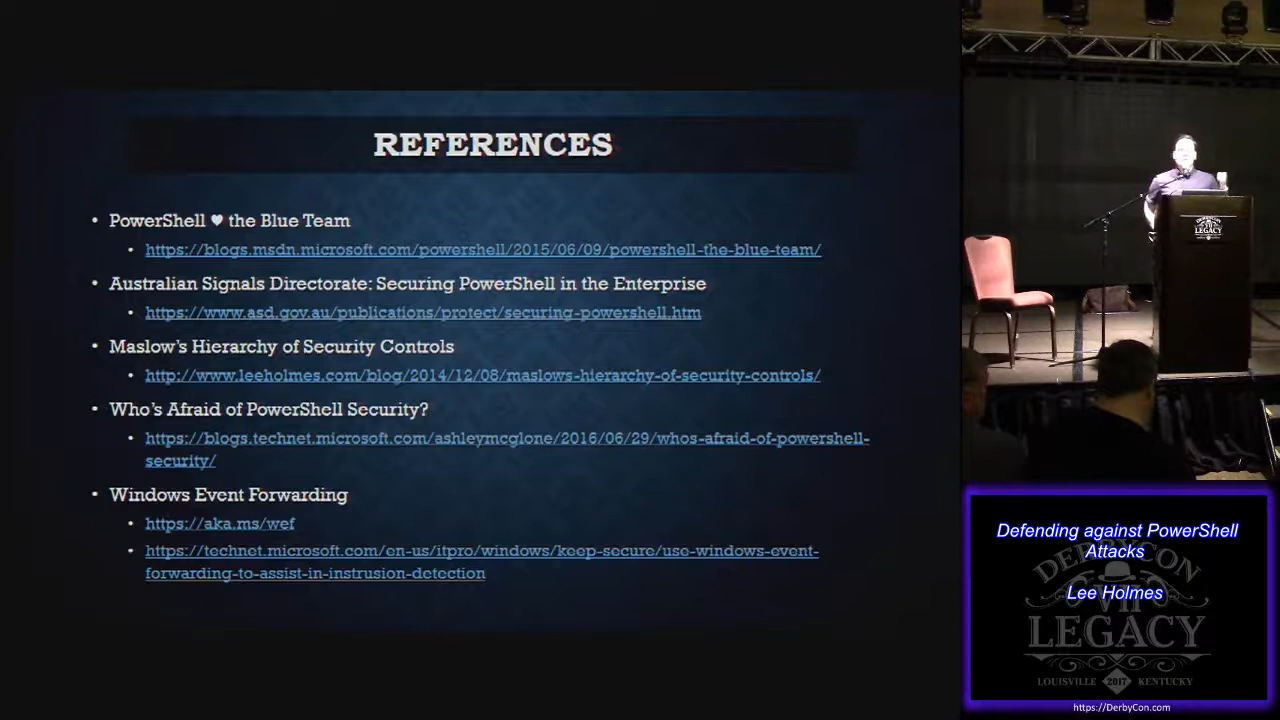 REFERENCES
• PowerShell ♥ the Blue Team
• https://blogs.msdn.microsoft.com/powershell/2015/06/09/powershell-the-blue-team/
• Australian Signals Directorate: Securing PowerShell in the Enterprise
• https://www.asd.gov.au/publications/protect/securing-powershell.htm
• Maslow's Hierarchy of Security Controls
• http://www.leeholmes.com/blog/2014/12/08/maslows-hierarchy-of-security-controls/
• Who's Afraid of PowerShell Security?
• https://blogs.technet.microsoft.com/ashleymcglone/2016/06/29/whos-afraid-of-powershell-
security/
• Windows Event Forwarding
• https://aka.ms/wef
• https://technet.microsoft.com/en-us/itpro/windows/keep-secure/use-windows-event-
forwarding-to-assist-in-instrusion-detection
LEGACY
Defending against PowerShell
Attacks
Lee Holmes
DERBYCON
VII
LEGACY
LOUISVILLE 2017 KENTUCKY
https://DerbyCon.com